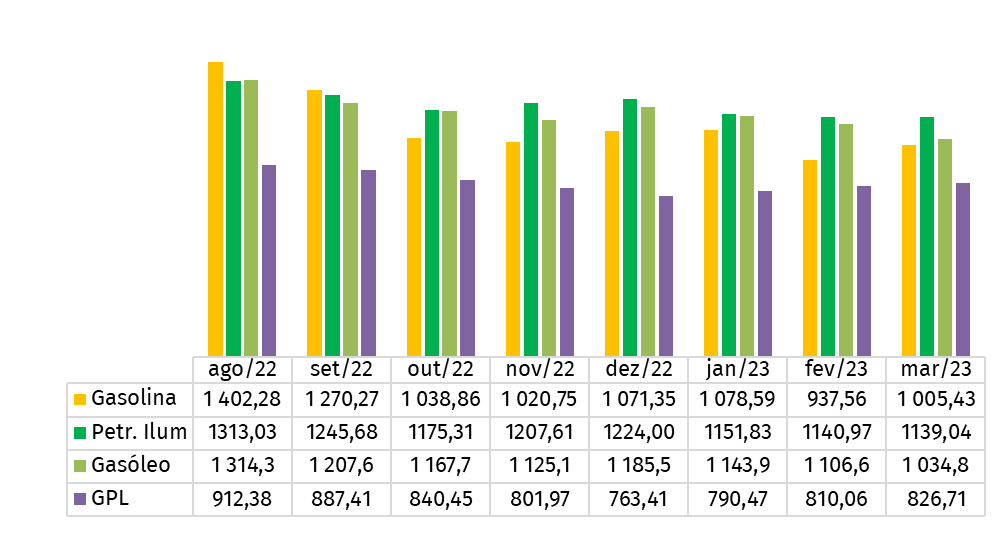 ago/22 set/22 out/22 nov/22 dez/22 jan/23 fev/23 mar/23
Gasolina 1 402,28 1 270,27 1 038,86 1 020,75 1 071,35 1 078,59 937,56 1 005,43
Petr. Ilum 1313,03 1245,68 1175,31 1207,61 1224,00 1151,83 1140,97 1139,04
Gasóleo 1 314,3 1 207,6 1 167,7 1 125,1 1 185,5 1 143,9 1 106,6 1 034,8
GPL 912,38 887,41 840,45 801,97 763,41 790,47 810,06 826,71